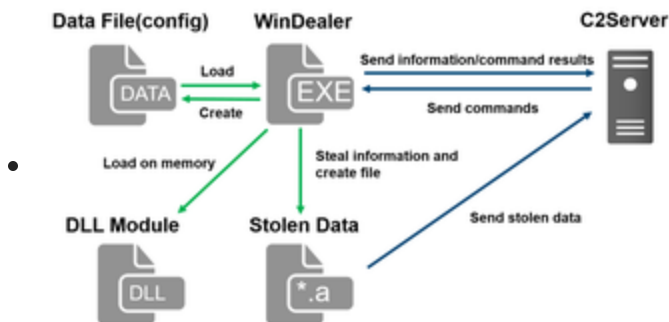 Data File(config)
WinDealer
C2Server
Load
Send information/command results
DATA
EXE
Create
Send commands
Load on memory
Steal information and
create file
DLL Module
Stolen Data
Send stolen data
DLL
*.a